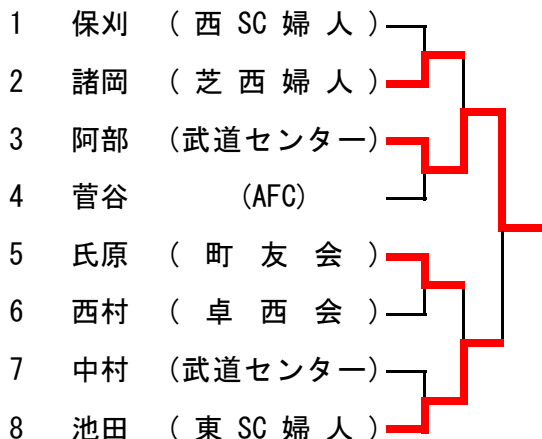 1 保刈 (西SC婦人)
2 諸岡 (芝西婦人)
3 阿部 (武道センター)
4 菅谷 (AFC)
5 氏原 (町友会)
6 西村 (卓西会)
7 中村 (武道センター)
8 池田 (東SC婦人)